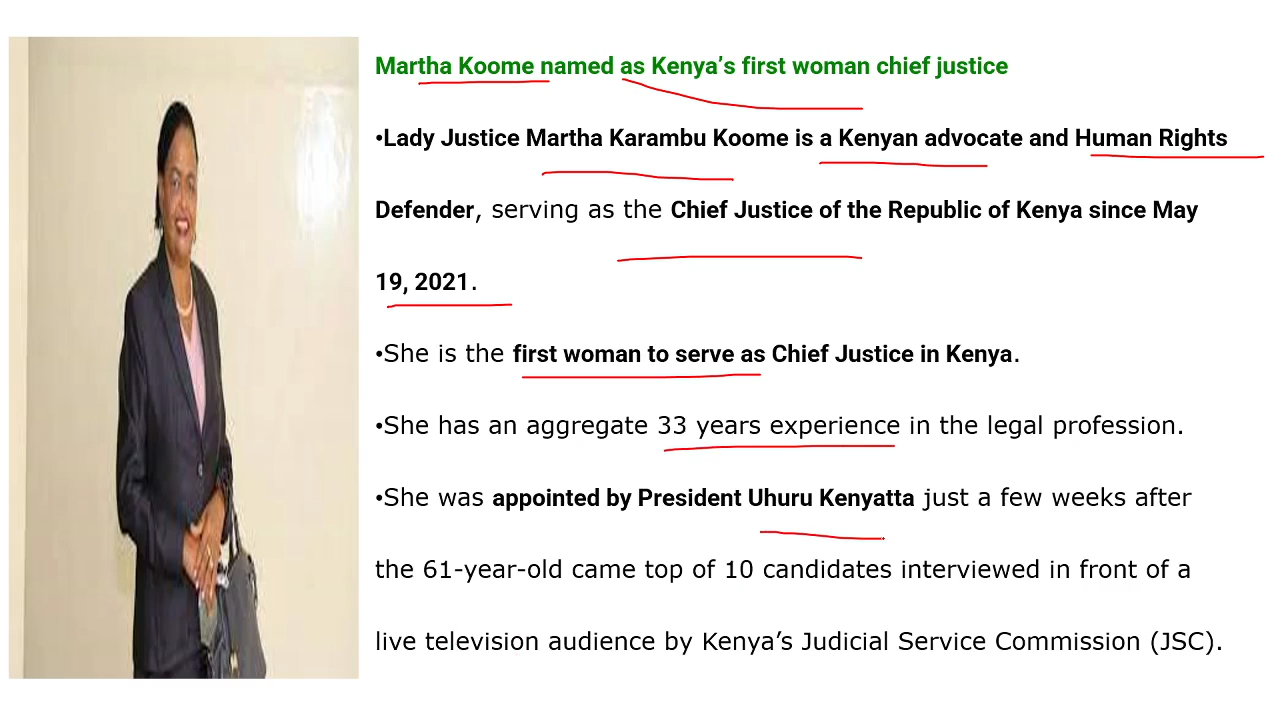 Martha Koome named as Kenya’s first woman chief justice
•Lady Justice Martha Karambu Koome is a Kenyan advocate and Human Rights
Defender, serving as the Chief Justice of the Republic of Kenya since May
19, 2021.
•She is the first woman to serve as Chief Justice in Kenya.
•She has an aggregate 33 years experience in the legal profession.
•She was appointed by President Uhuru Kenyatta just a few weeks after
the 61-year-old came top of 10 candidates interviewed in front of a
live television audience by Kenya’s Judicial Service Commission (JSC).